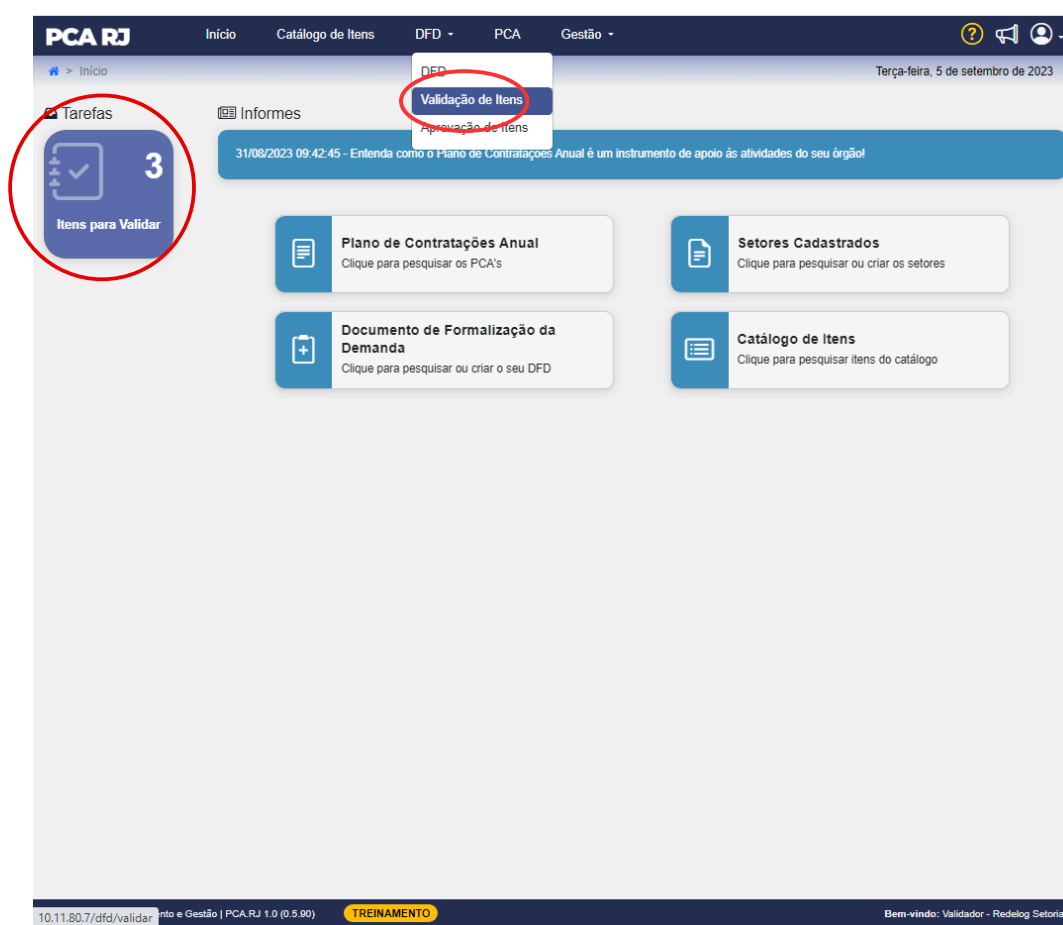 PCA RJ Início Catálogo de Itens DFD PCA Gestão ?
> Início
Terça-feira, 5 de setembro de 2023
DFD
Validação de Itens
Aprovação de Itens
Tarefas
3
Itens para Validar
Informes
31/08/2023 09:42:45 - Entenda como o Plano de Contratações Anual é um instrumento de apoio às atividades do seu órgão!
Plano de Contratações Anual
Clique para pesquisar os PCA's
Setores Cadastrados
Clique para pesquisar ou criar os setores
Documento de Formalização da
Demanda
Clique para pesquisar ou criar o seu DFD
Catálogo de Itens
Clique para pesquisar itens do catálogo
10.11.80.7/dfd/validar
e Gestão | PCA.RJ 1.0 (0.5.90)
TREINAMENTO
Bem-vindo: Validador - Redelog